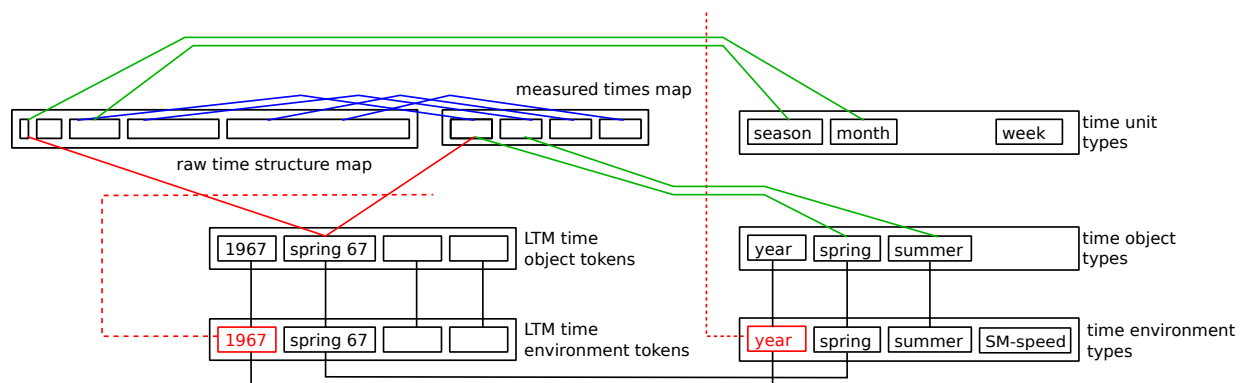 measured times map
season month week
time unit
types
raw time structure map
1967 spring 67
LTM time
object tokens
year spring summer
time object
types
1967 spring 67
LTM time
environment tokens
year spring summer SM-speed
time environment
types